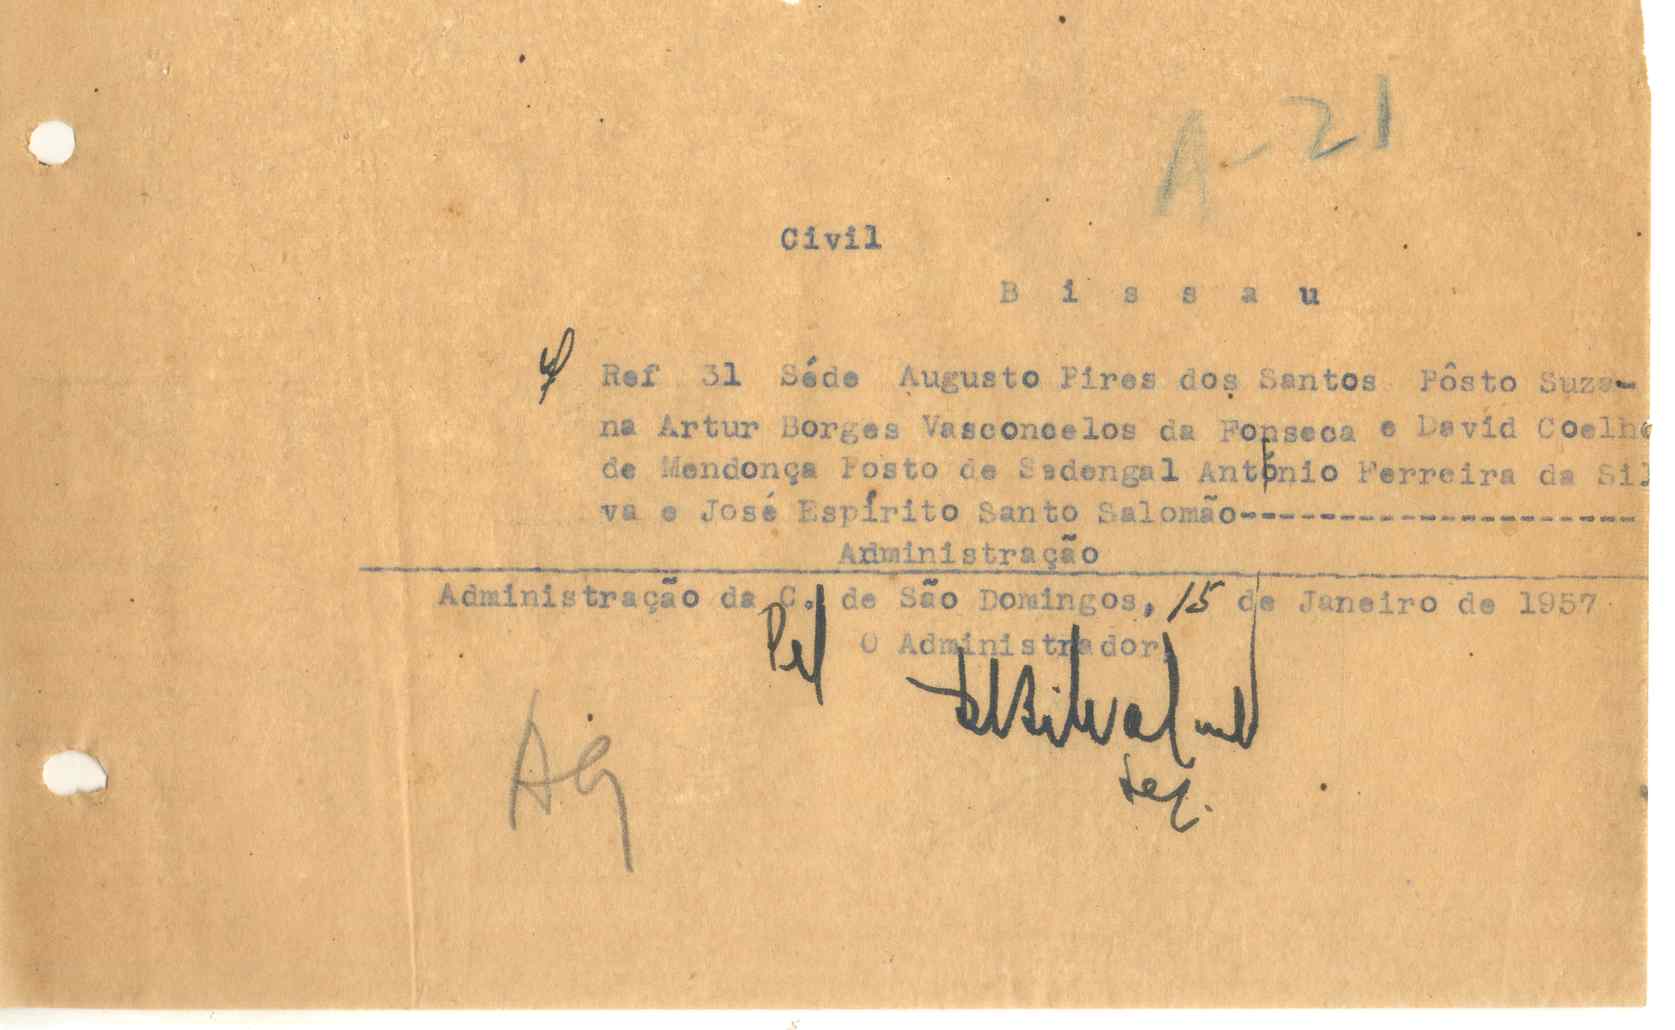 A-21
Civil
B i s s a u
Ref 31 Séde Augusto Pires dos Santos Pôsto Suza-
na Artur Borges Vasconcelos da Fonseca e David Coelho
de Mendonça Posto de Sedengal António Ferreira da Sil
va e José Espírito Santo Salomão--------------------
Administração
Administração da C. de São Domingos, 15 de Janeiro de 1957
O Administrador,